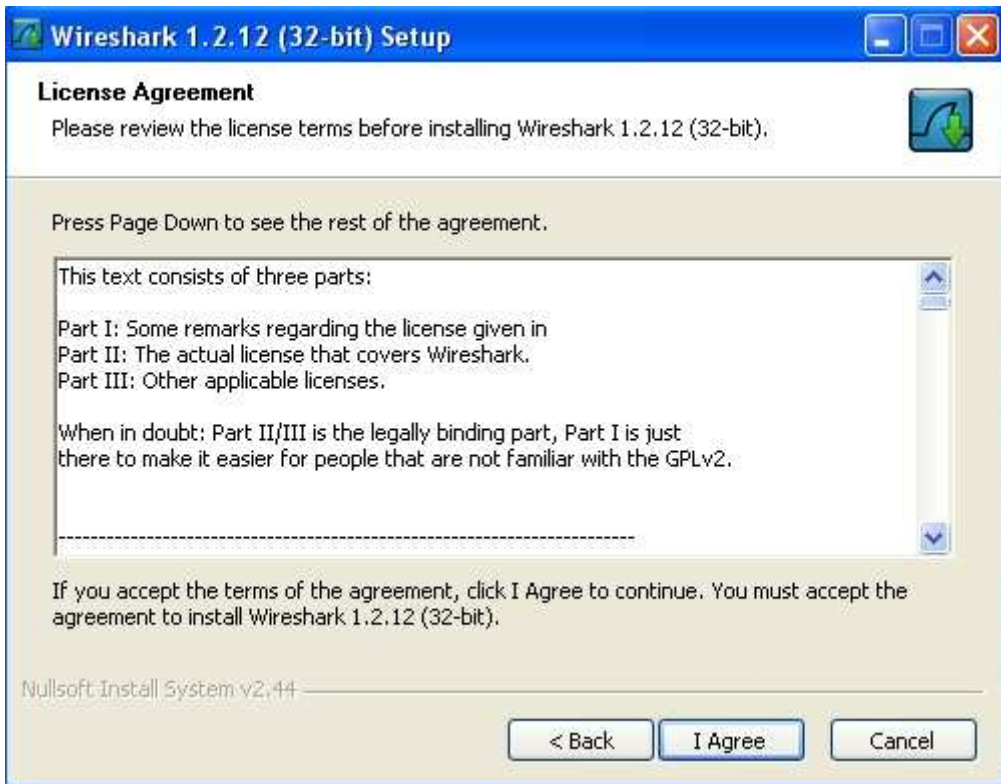 Wireshark 1.2.12 (32-bit) Setup
License Agreement
Please review the license terms before installing Wireshark 1.2.12 (32-bit).
Press Page Down to see the rest of the agreement.
This text consists of three parts:
Part I: Some remarks regarding the license given in
Part II: The actual license that covers Wireshark.
Part III: Other applicable licenses.
When in doubt: Part II/III is the legally binding part, Part I is just
there to make it easier for people that are not familiar with the GPLv2.
-----------------------------------------------------------------------
If you accept the terms of the agreement, click I Agree to continue. You must accept the
agreement to install Wireshark 1.2.12 (32-bit).
Nullsoft Install System v2.44
< Back I Agree Cancel